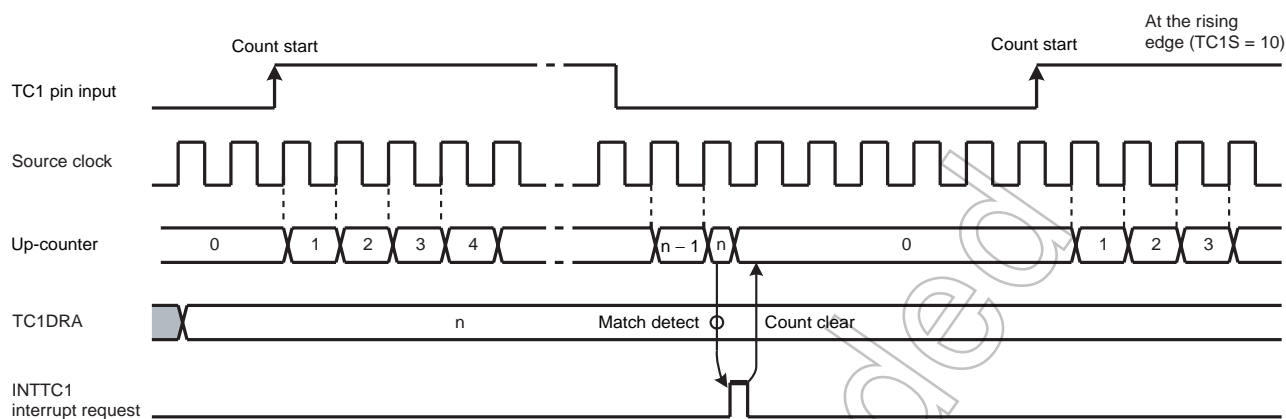 At the rising
edge (TC1S = 10)
Count start
Count start
TC1 pin input
Source clock
Up-counter
0
1
2
3
4
n – 1
n
0
1
2
3
TC1DRA
n
Match detect
Count clear
INTTC1
interrupt request
ded